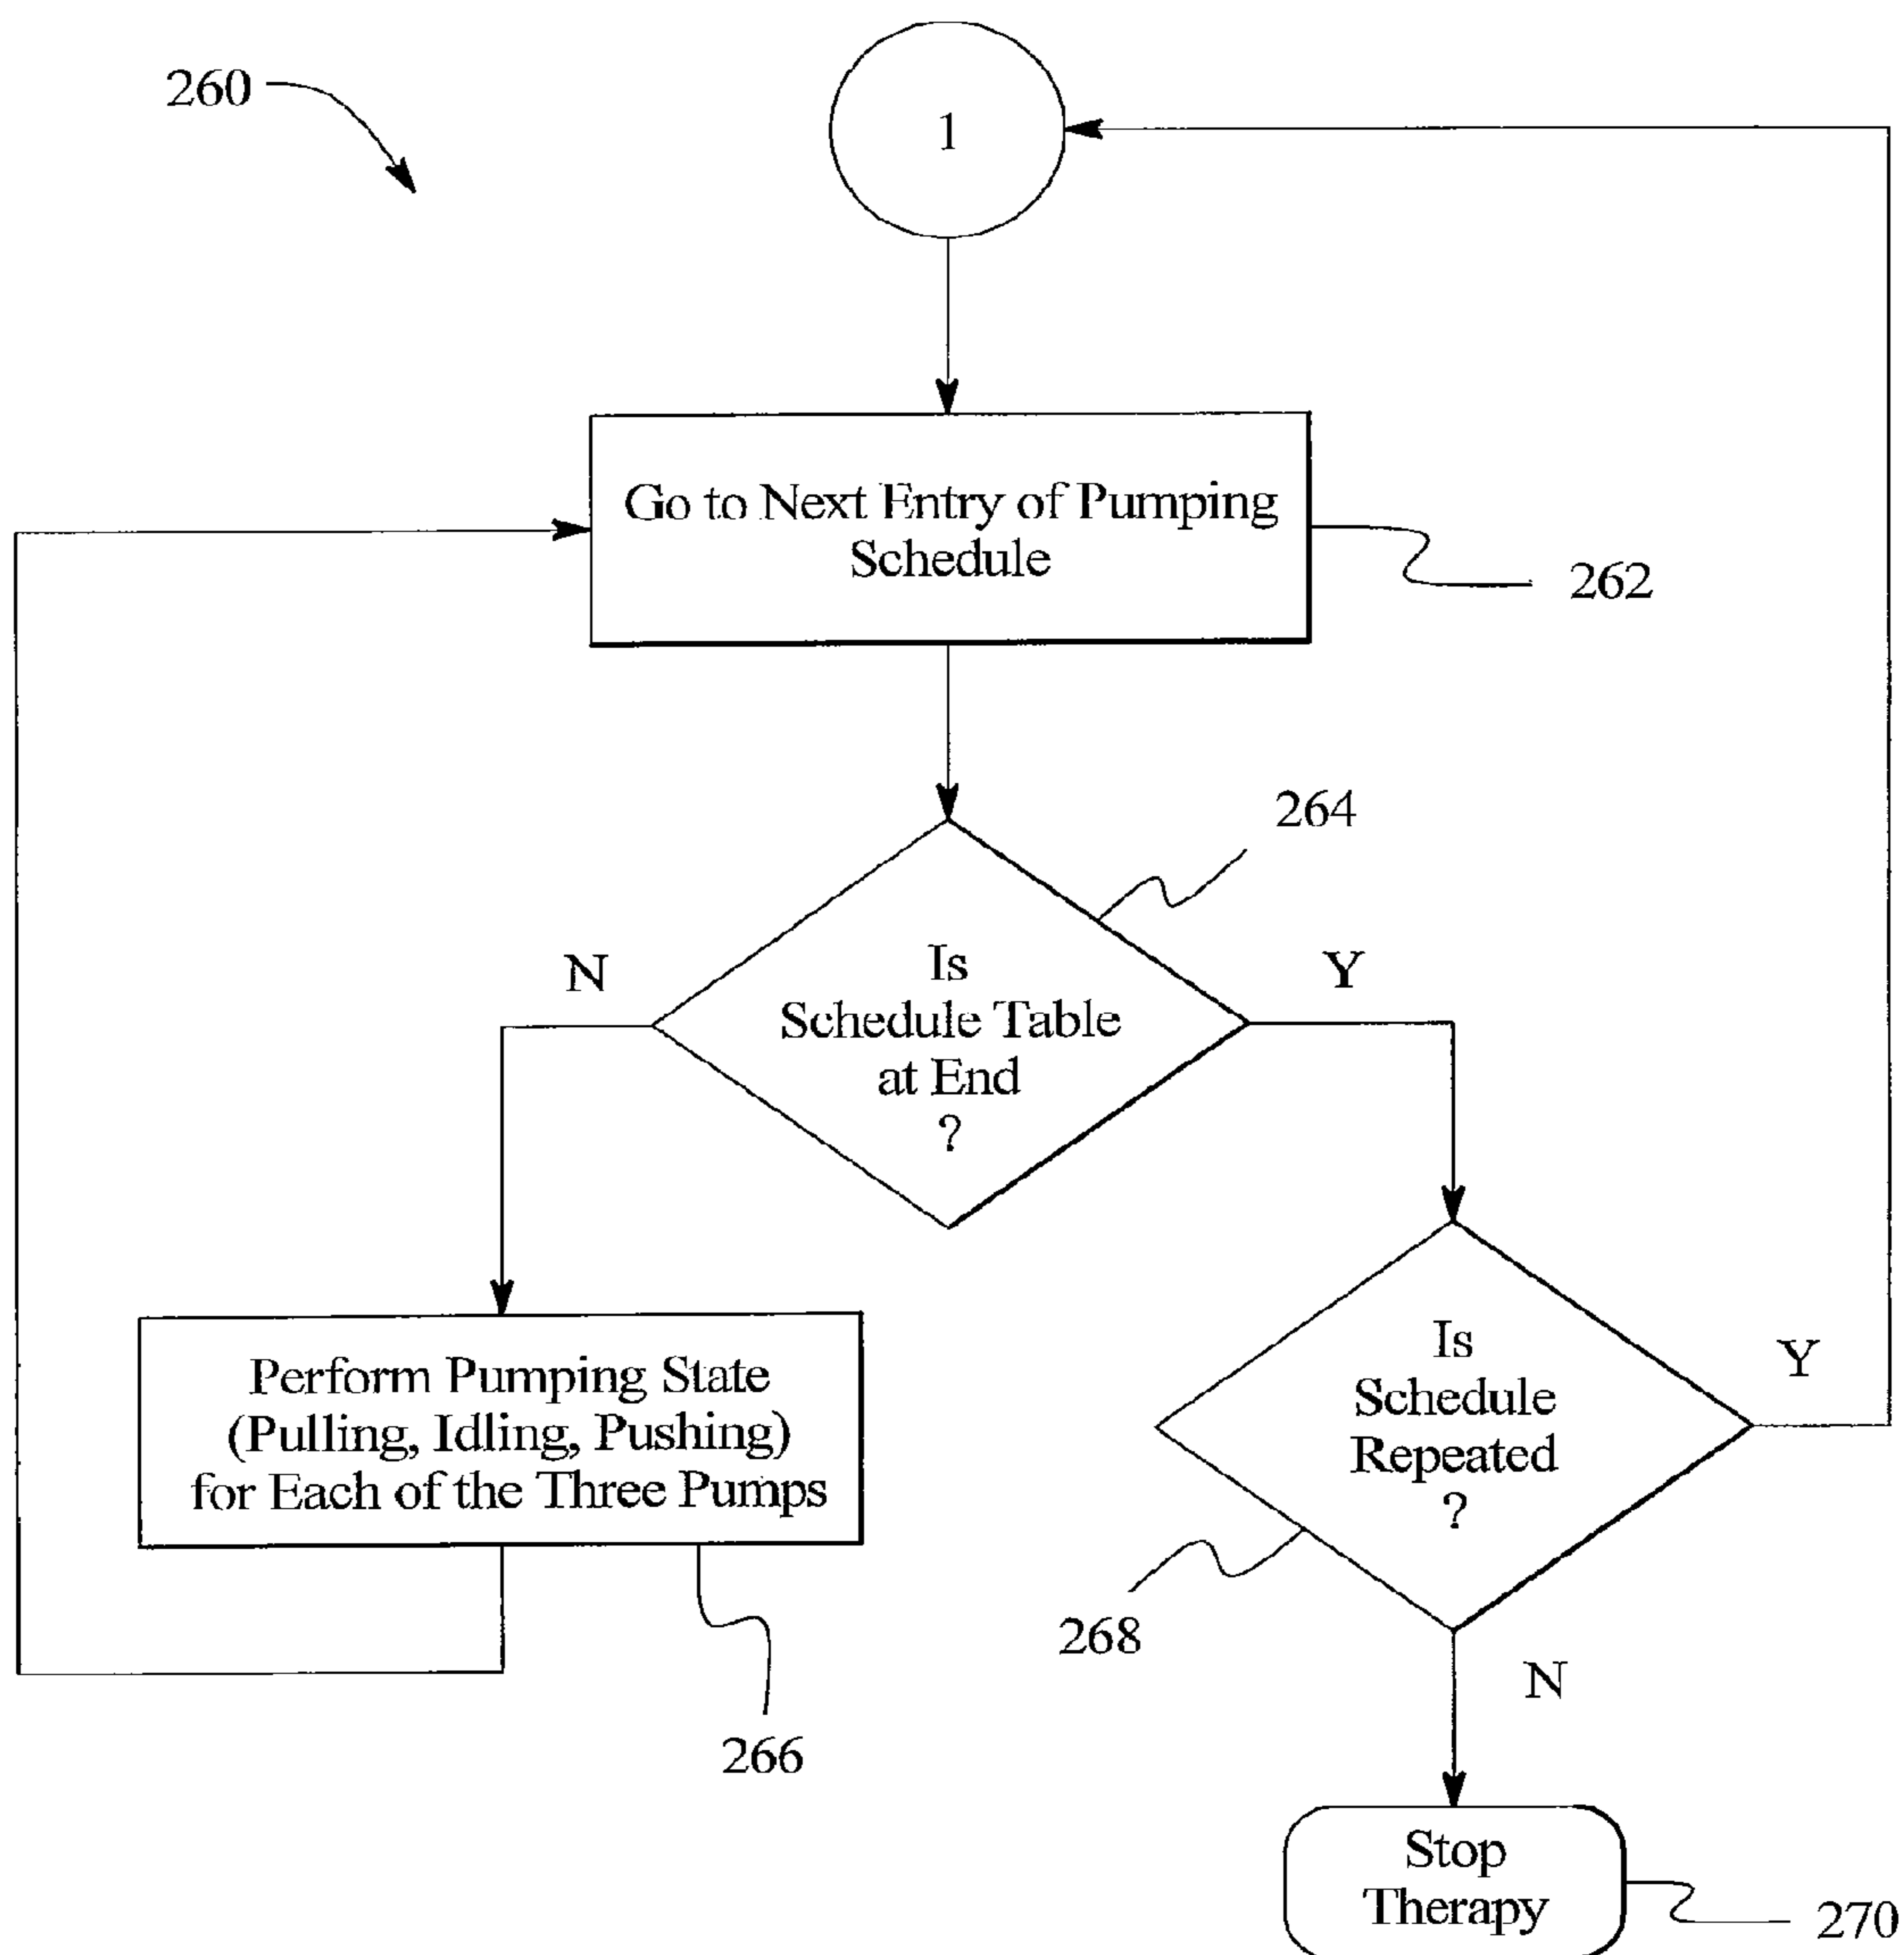 260
1
Go to Next Entry of Pumping
Schedule
262
264
Is
Schedule Table
at End
?
N
Y
Perform Pumping State
(Pulling, Idling, Pushing)
for Each of the Three Pumps
266
Is
Schedule
Repeated
?
Y
268
N
Stop
Therapy
270